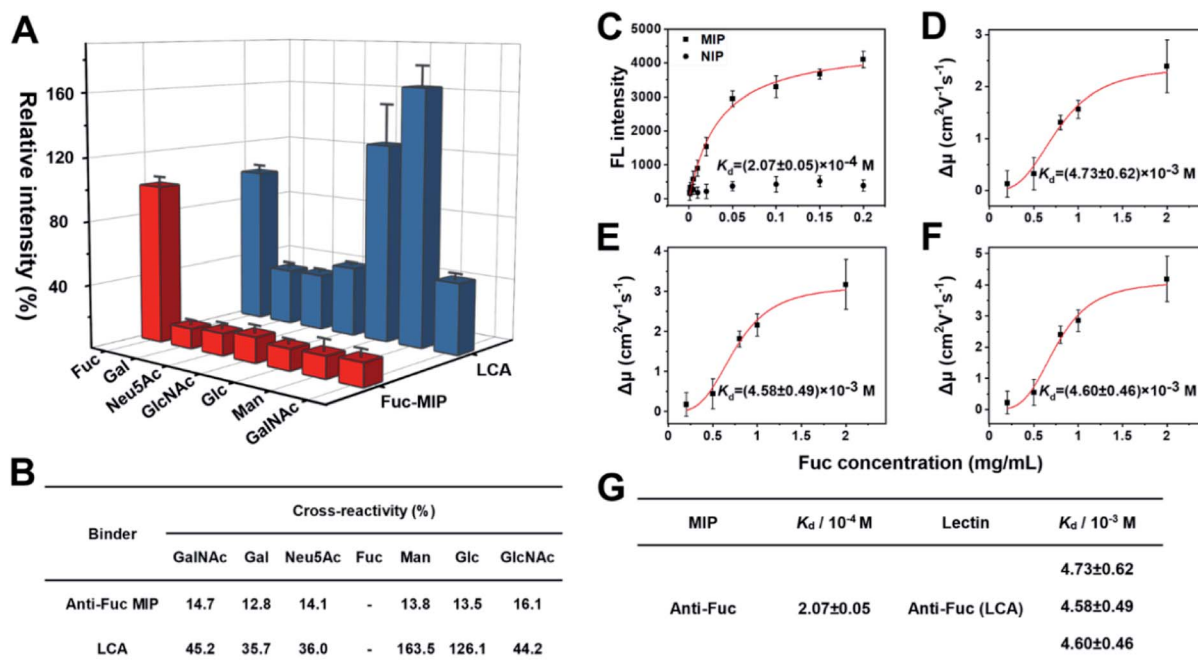 A
Relative intensity (%)
160
120
80
40
Fuc
Gal
Neu5Ac
GlcNAc
Glc
Man
GalNAc
Fuc-MIP
LCA
B
Binder
Cross-reactivity (%)
GalNAc Gal Neu5Ac Fuc Man Glc GlcNAc
Anti-Fuc MIP 14.7 12.8 14.1 - 13.8 13.5 16.1
LCA 45.2 35.7 36.0 - 163.5 126.1 44.2
C
FL intensity
5000
4000
3000
2000
1000
0
MIP
NIP
Kd=(2.07±0.05)×10-4 M
0.00 0.05 0.10 0.15 0.2
D
Δμ (cm2V-1s-1)
3
2
1
0
Kd=(4.73±0.62)×10-3 M
0.5 1 2
E
Δμ (cm2V-1s-1)
4
3
2
1
0
Kd=(4.58±0.49)×10-3 M
0 0.5 1 2
F
Δμ (cm2V-1s-1)
5
4
3
2
1
0
Kd=(4.60±0.46)×10-3 M
0 0.5 1 2
Fuc concentration (mg/mL)
G
MIP Kd / 10-4 M Lectin Kd / 10-3 M
Anti-Fuc 2.07±0.05 Anti-Fuc (LCA)
4.73±0.62
4.58±0.49
4.60±0.46